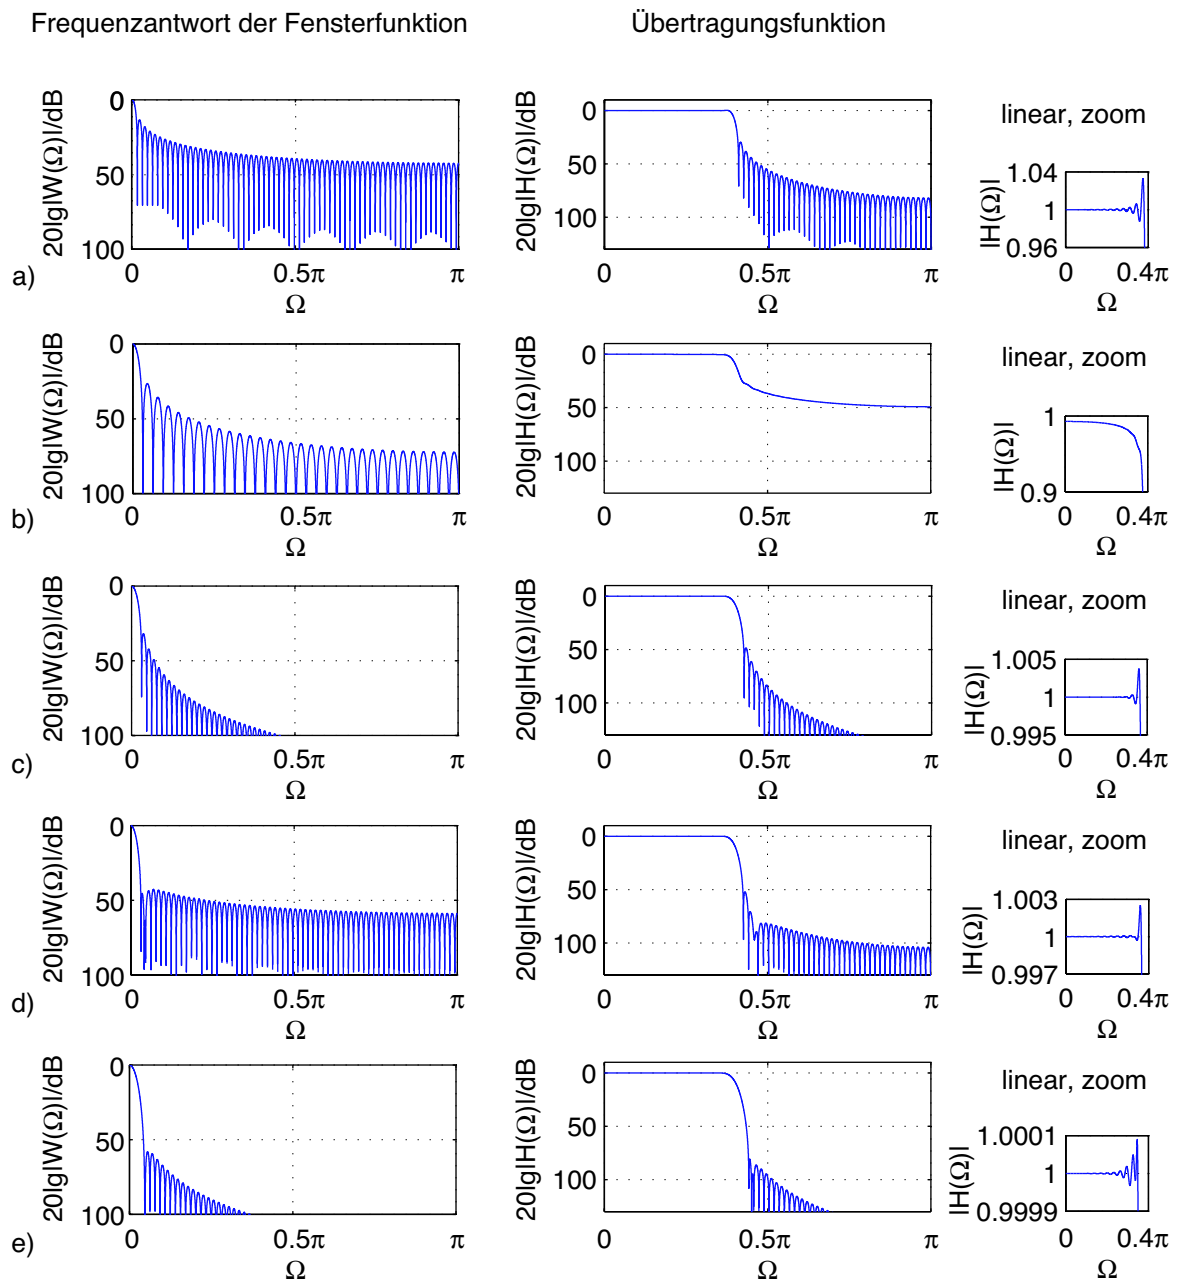 Frequenzantwort der Fensterfunktion
Übertragungsfunktion
20lg|W(Ω)|/dB
0
50
100
0
0.5π
π
Ω
20lg|H(Ω)|/dB
0
50
100
0
0.5π
π
Ω
linear, zoom
|H(Ω)|
1.04
1
0.96
0
0.4π
Ω
a)
20lg|W(Ω)|/dB
0
50
100
0
0.5π
π
Ω
20lg|H(Ω)|/dB
0
50
100
0
0.5π
π
Ω
linear, zoom
|H(Ω)|
1
0.9
0
0.4π
Ω
b)
20lg|W(Ω)|/dB
0
50
100
0
0.5π
π
Ω
20lg|H(Ω)|/dB
0
50
100
0
0.5π
π
Ω
linear, zoom
|H(Ω)|
1.005
1
0.995
0
0.4π
Ω
c)
20lg|W(Ω)|/dB
0
50
100
0
0.5π
π
Ω
20lg|H(Ω)|/dB
0
50
100
0
0.5π
π
Ω
linear, zoom
|H(Ω)|
1.003
1
0.997
0
0.4π
Ω
d)
20lg|W(Ω)|/dB
0
50
100
0
0.5π
π
Ω
20lg|H(Ω)|/dB
0
50
100
0
0.5π
π
Ω
linear, zoom
|H(Ω)|
1.0001
1
0.9999
0
0.4π
Ω
e)